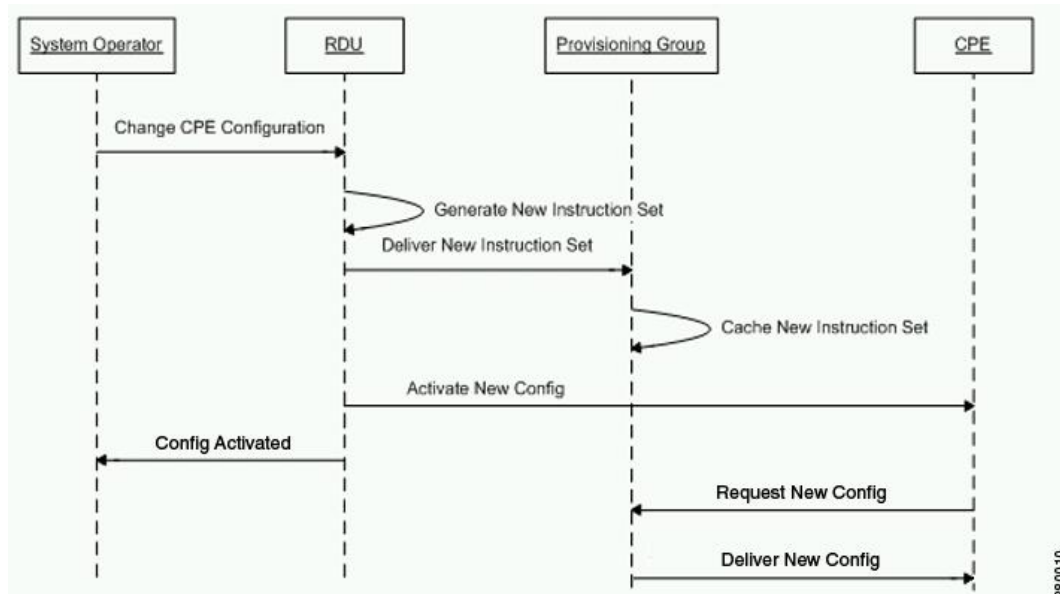 System Operator
RDU
Provisioning Group
CPE
Change CPE Configuration
Generate New Instruction Set
Deliver New Instruction Set
Cache New Instruction Set
Activate New Config
Config Activated
Request New Config
Deliver New Config